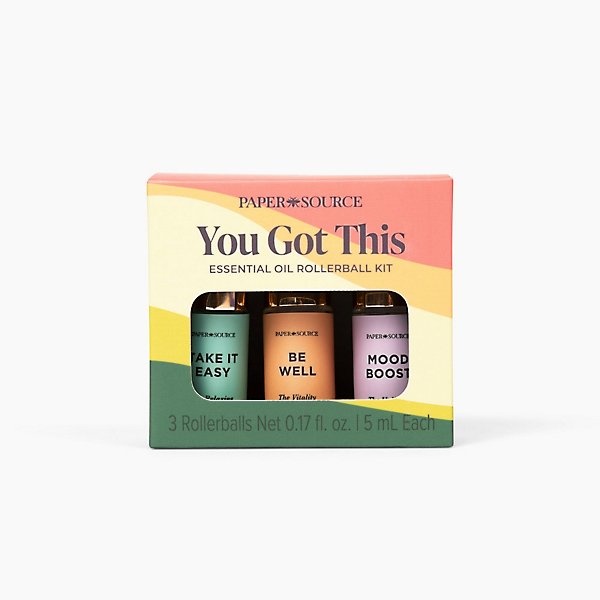 PAPER SOURCE
You Got This
ESSENTIAL OIL ROLLERBALL KIT
PAPER SOURCE
TAKE IT
EASY
PAPER SOURCE
BE
WELL
The Vitality
PAPER SOURCE
MOOD
BOOST
3 Rollerballs Net 0.17 fl. oz. | 5 mL Each